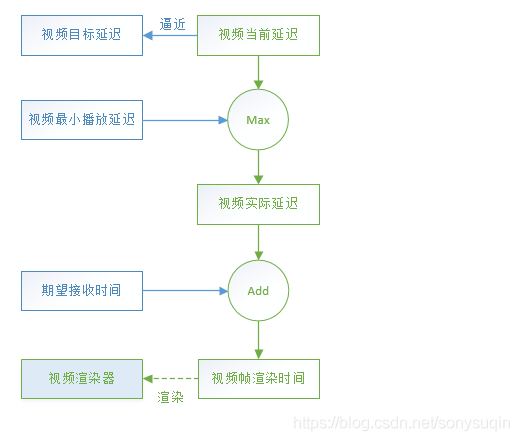 视频目标延迟
逼近
视频当前延迟
视频最小播放延迟
Max
视频实际延迟
期望接收时间
Add
视频渲染器
渲染
视频帧渲染时间
https://blog.csdn.net/sonysuqin